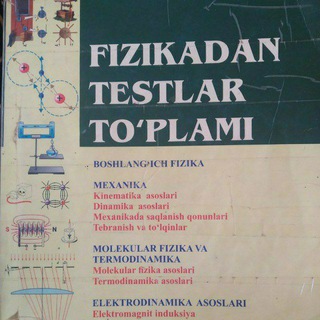 FIZIKADAN
TESTLAR
TO'PLAMI
BOSHLANG'ICH FIZIKA
MEXANIKA
Kinematika asoslari
Dinamika asoslari
Mexanikada saqlanish qonunlari
Tebranish va to'lqinlar
MOLEKULAR FIZIKA VA
TERMODINAMIKA
Molekular fizika asoslari
Termodinamika asoslari
ELEKTRODINAMIKA ASOSLARI
Elektromagnit induksiya
S N